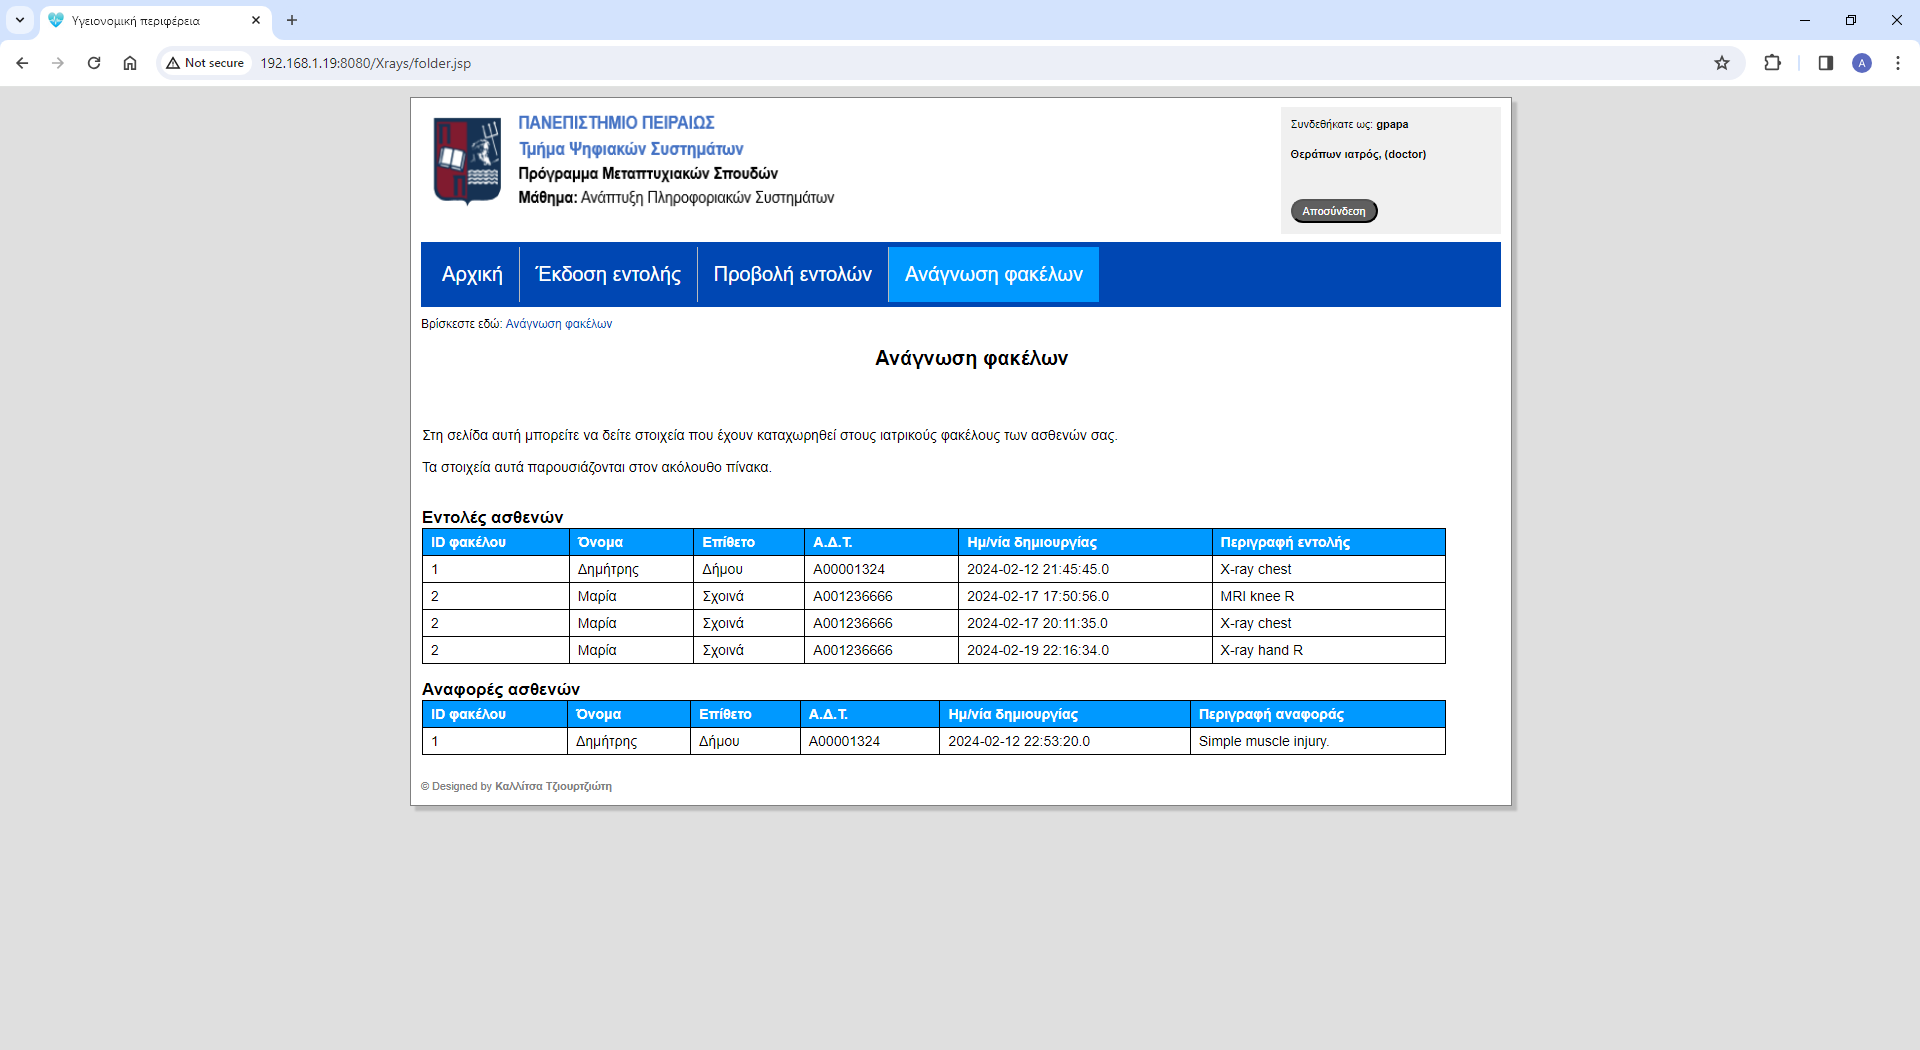 Υγειονομική περιφέρεια
Not secure 192.168.1.19:8080/Xrays/folder.jsp A
ΠΑΝΕΠΙΣΤΗΜΙΟ ΠΕΙΡΑΙΩΣ
Τμήμα Ψηφιακών Συστημάτων
Πρόγραμμα Μεταπτυχιακών Σπουδών
Μάθημα: Ανάπτυξη Πληροφοριακών Συστημάτων
Συνδεθήκατε ως: gpapa
Θεράπων ιατρός, (doctor)
Αποσύνδεση
Αρχική Έκδοση εντολής Προβολή εντολών Ανάγνωση φακέλων
Βρίσκεστε εδώ: Ανάγνωση φακέλων
Ανάγνωση φακέλων
Στη σελίδα αυτή μπορείτε να δείτε στοιχεία που έχουν καταχωρηθεί στους ιατρικούς φακέλους των ασθενών σας.
Τα στοιχεία αυτά παρουσιάζονται στον ακόλουθο πίνακα.
Εντολές ασθενών
ID φακέλου Όνομα Επίθετο Α.Δ.Τ. Ημ/νία δημιουργίας Περιγραφή εντολής
1 Δημήτρης Δήμου A00001324 2024-02-12 21:45:45.0 X-ray chest
2 Μαρία Σχοινά A001236666 2024-02-17 17:50:56.0 MRI knee R
2 Μαρία Σχοινά A001236666 2024-02-17 20:11:35.0 X-ray chest
2 Μαρία Σχοινά A001236666 2024-02-19 22:16:34.0 X-ray hand R
Αναφορές ασθενών
ID φακέλου Όνομα Επίθετο Α.Δ.Τ. Ημ/νία δημιουργίας Περιγραφή αναφοράς
1 Δημήτρης Δήμου A00001324 2024-02-12 22:53:20.0 Simple muscle injury.
© Designed by Καλλίτσα Τζιουρτζιώτη